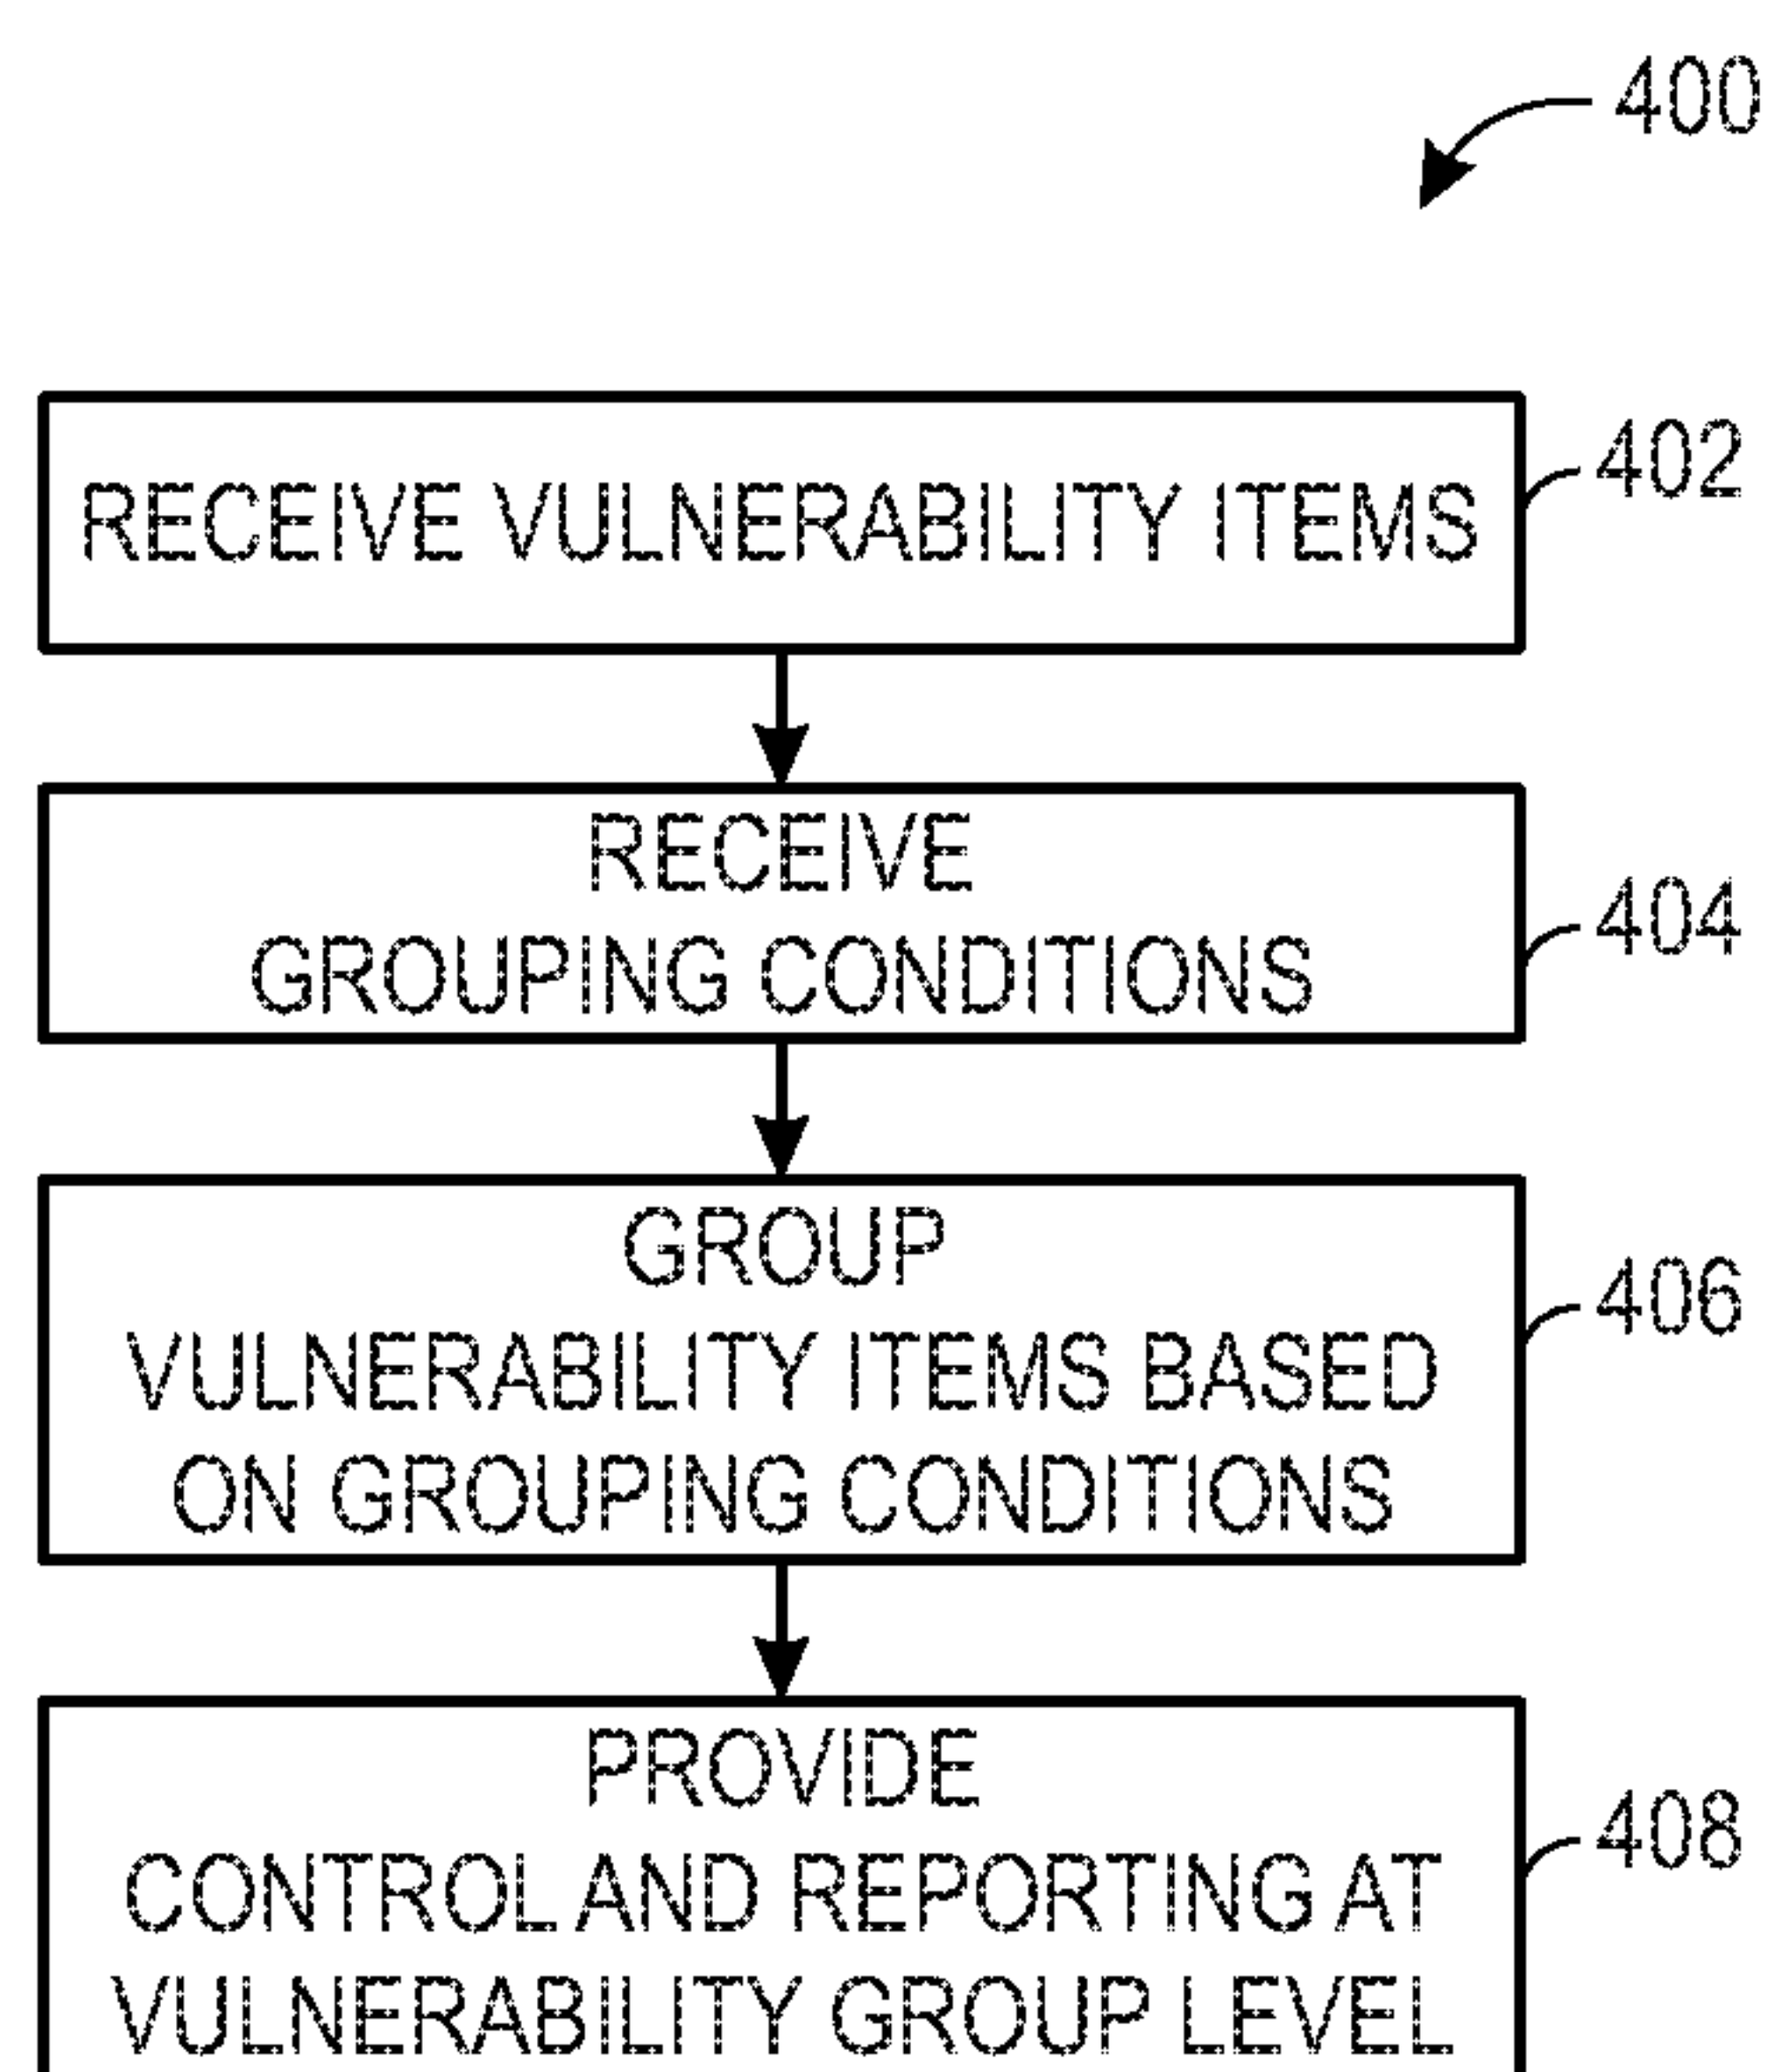 400
RECEIVE VULNERABILITY ITEMS
402
RECEIVE
GROUPING CONDITIONS
404
GROUP
VULNERABILITY ITEMS BASED
ON GROUPING CONDITIONS
406
PROVIDE
CONTROL AND REPORTING AT
VULNERABILITY GROUP LEVEL
408